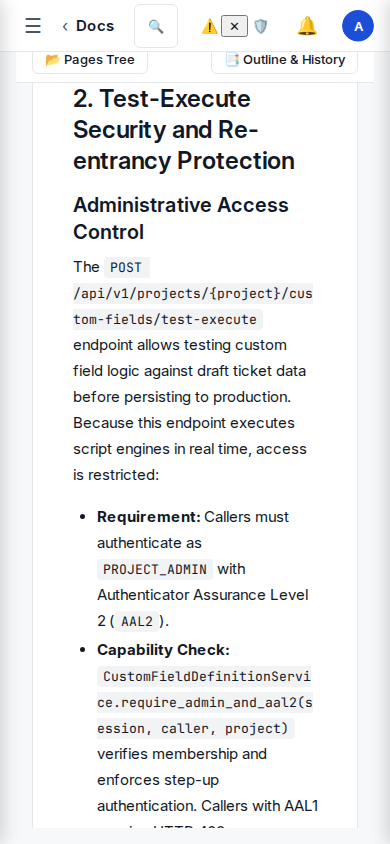 ☰ ‹ Docs 🔍 ⚠️ ✕ 🛡️ 🔔 A
📂 Pages Tree 📑 Outline & History
2. Test-Execute
Security and Re-
entrancy Protection
Administrative Access
Control
The POST
/api/v1/projects/{project}/cus
tom-fields/test-execute
endpoint allows testing custom
field logic against draft ticket data
before persisting to production.
Because this endpoint executes
script engines in real time, access
is restricted:
• Requirement: Callers must
authenticate as
PROJECT_ADMIN with
Authenticator Assurance Level
2 ( AAL2 ).
• Capability Check:
CustomFieldDefinitionServi
ce.require_admin_and_aal2(s
ession, caller, project)
verifies membership and
enforces step-up
authentication. Callers with AAL1